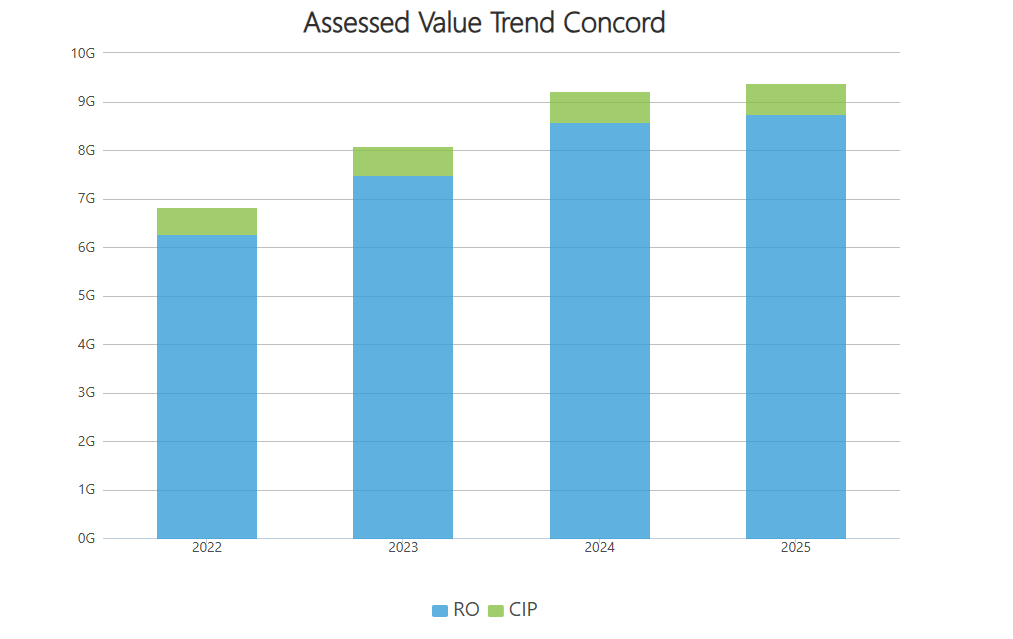 Assessed Value Trend Concord
10G
9G
8G
7G
6G
5G
4G
3G
2G
1G
0G
2022 2023 2024 2025
RO CIP